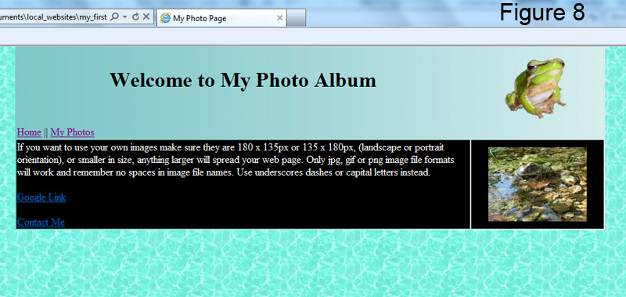 Figure 8
uments\local_websites\my_first
My Photo Page
Welcome to My Photo Album
Home || My Photos
If you want to use your own images make sure they are 180 x 135px or 135 x 180px, (landscape or portrait
orientation), or smaller in size, anything larger will spread your web page. Only jpg, gif or png image file formats
will work and remember no spaces in image file names. Use underscores dashes or capital letters instead.
Google Link
Contact Me